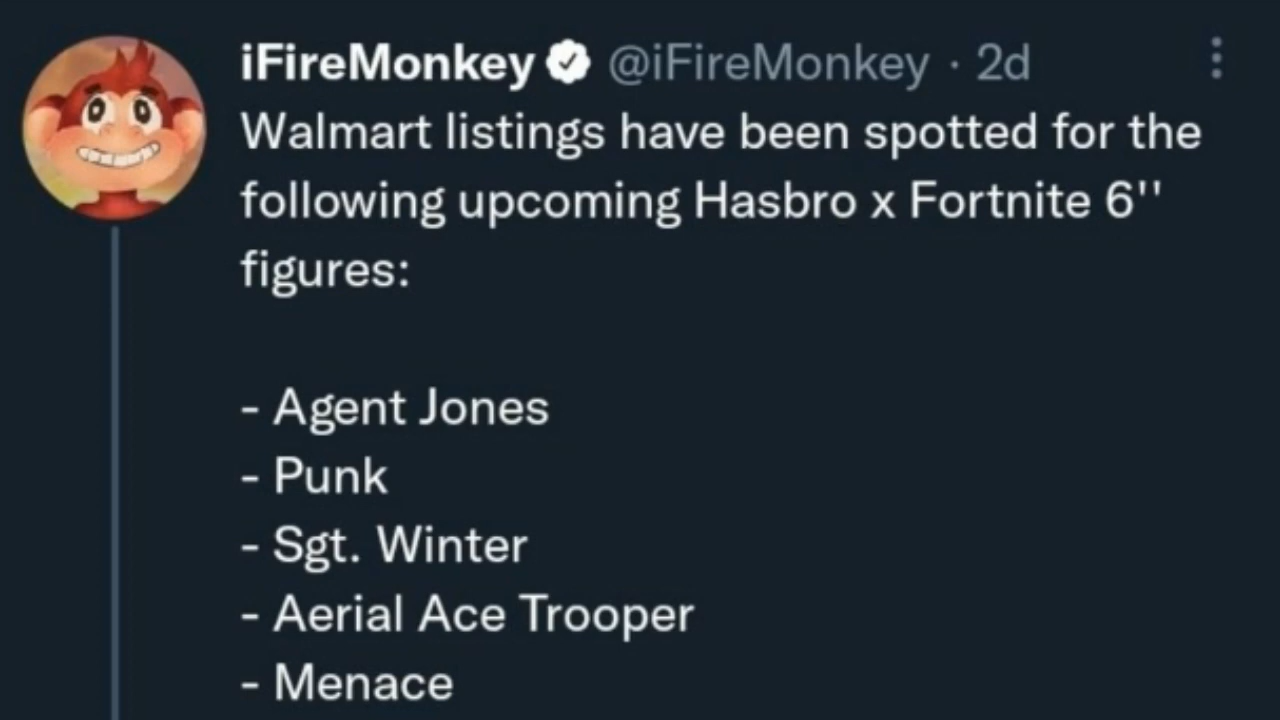 iFireMonkey @iFireMonkey · 2d
Walmart listings have been spotted for the
following upcoming Hasbro x Fortnite 6''
figures:
- Agent Jones
- Punk
- Sgt. Winter
- Aerial Ace Trooper
- Menace